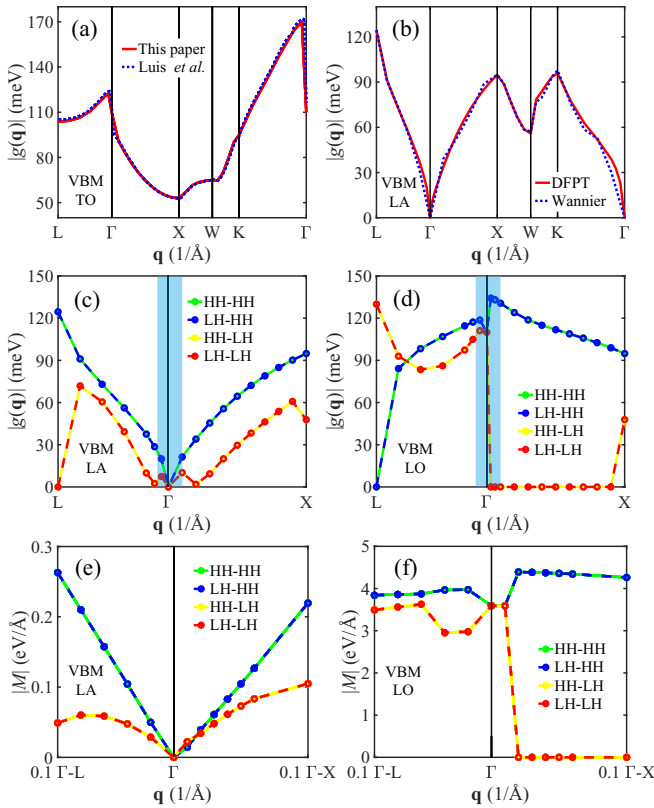 (a)
170
140
110
80
50
|g(q)| (meV)
This paper
Luis et al.
VBM
TO
L Γ X W K Γ
q (1/Å)
(b)
120
90
60
30
0
|g(q)| (meV)
VBM
LA
DFPT
Wannier
L Γ X W K Γ
q (1/Å)
(c)
150
120
90
60
30
0
|g(q)| (meV)
HH-HH
LH-HH
HH-LH
LH-LH
VBM
LA
L Γ X
q (1/Å)
(d)
150
120
90
60
30
0
|g(q)| (meV)
HH-HH
LH-HH
HH-LH
LH-LH
VBM
LO
L Γ X
q (1/Å)
(e)
0.3
0.2
0.1
0
|M| (eV/Å)
HH-HH
LH-HH
HH-LH
LH-LH
VBM
LA
0.1 Γ-L Γ 0.1 Γ-X
q (1/Å)
(f)
5
4
3
2
1
0
|M| (eV/Å)
HH-HH
LH-HH
HH-LH
LH-LH
VBM
LO
0.1 Γ-L Γ 0.1 Γ-X
q (1/Å)